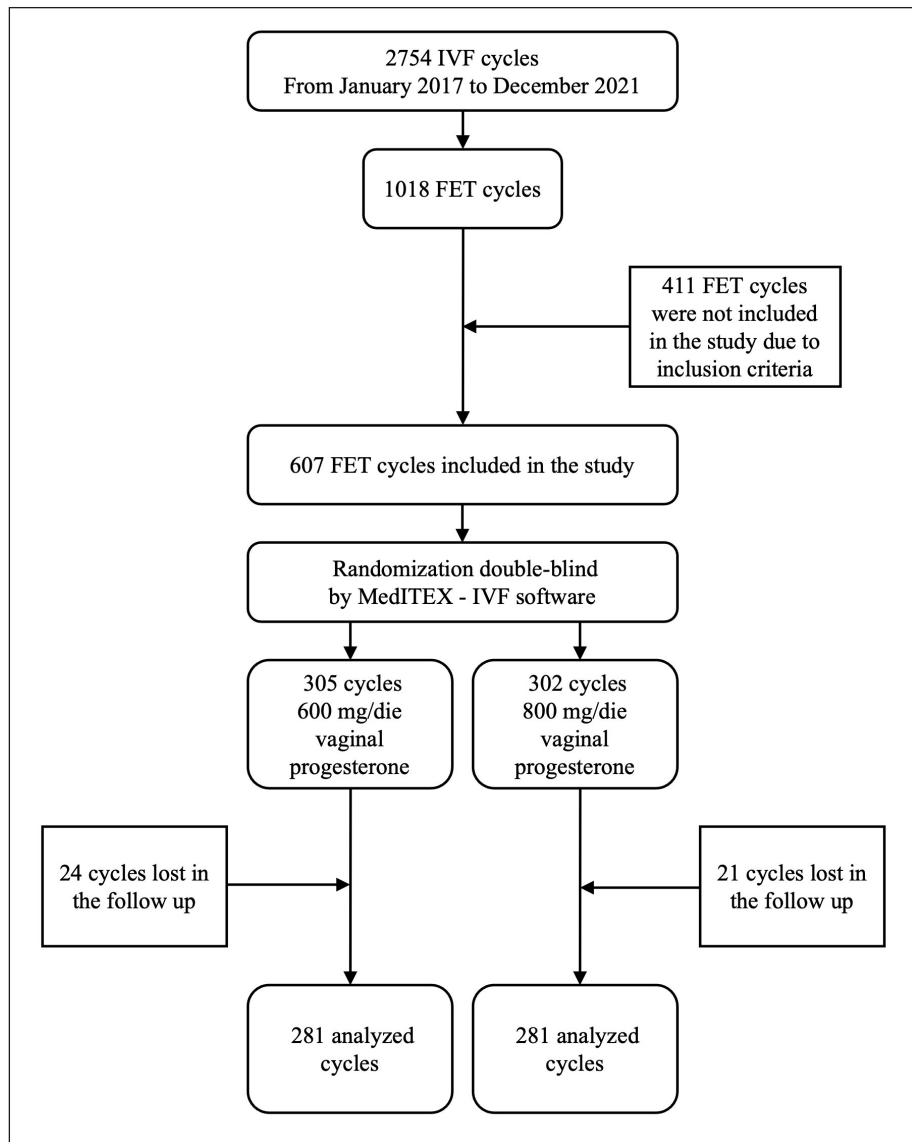 2754 IVF cycles
From January 2017 to December 2021
1018 FET cycles
411 FET cycles
were not included
in the study due to
inclusion criteria
607 FET cycles included in the study
Randomization double-blind
by MedITEX - IVF software
305 cycles
600 mg/die
vaginal
progesterone
302 cycles
800 mg/die
vaginal
progesterone
24 cycles lost in
the follow up
21 cycles lost in
the follow up
281 analyzed
cycles
281 analyzed
cycles